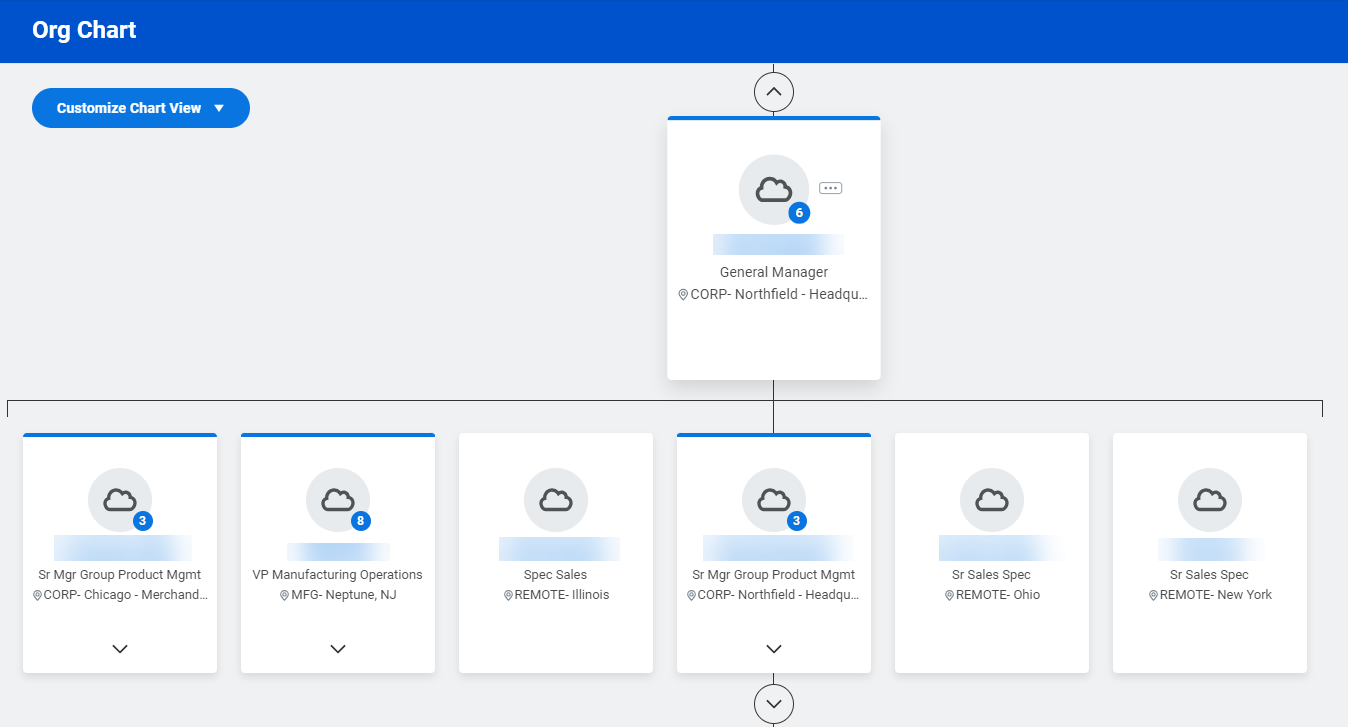 Org Chart
Customize Chart View
6
General Manager
CORP- Northfield - Headqu...
3
Sr Mgr Group Product Mgmt
CORP- Chicago - Merchand...
8
VP Manufacturing Operations
MFG- Neptune, NJ
Spec Sales
REMOTE- Illinois
3
Sr Mgr Group Product Mgmt
CORP- Northfield - Headqu...
Sr Sales Spec
REMOTE- Ohio
Sr Sales Spec
REMOTE- New York